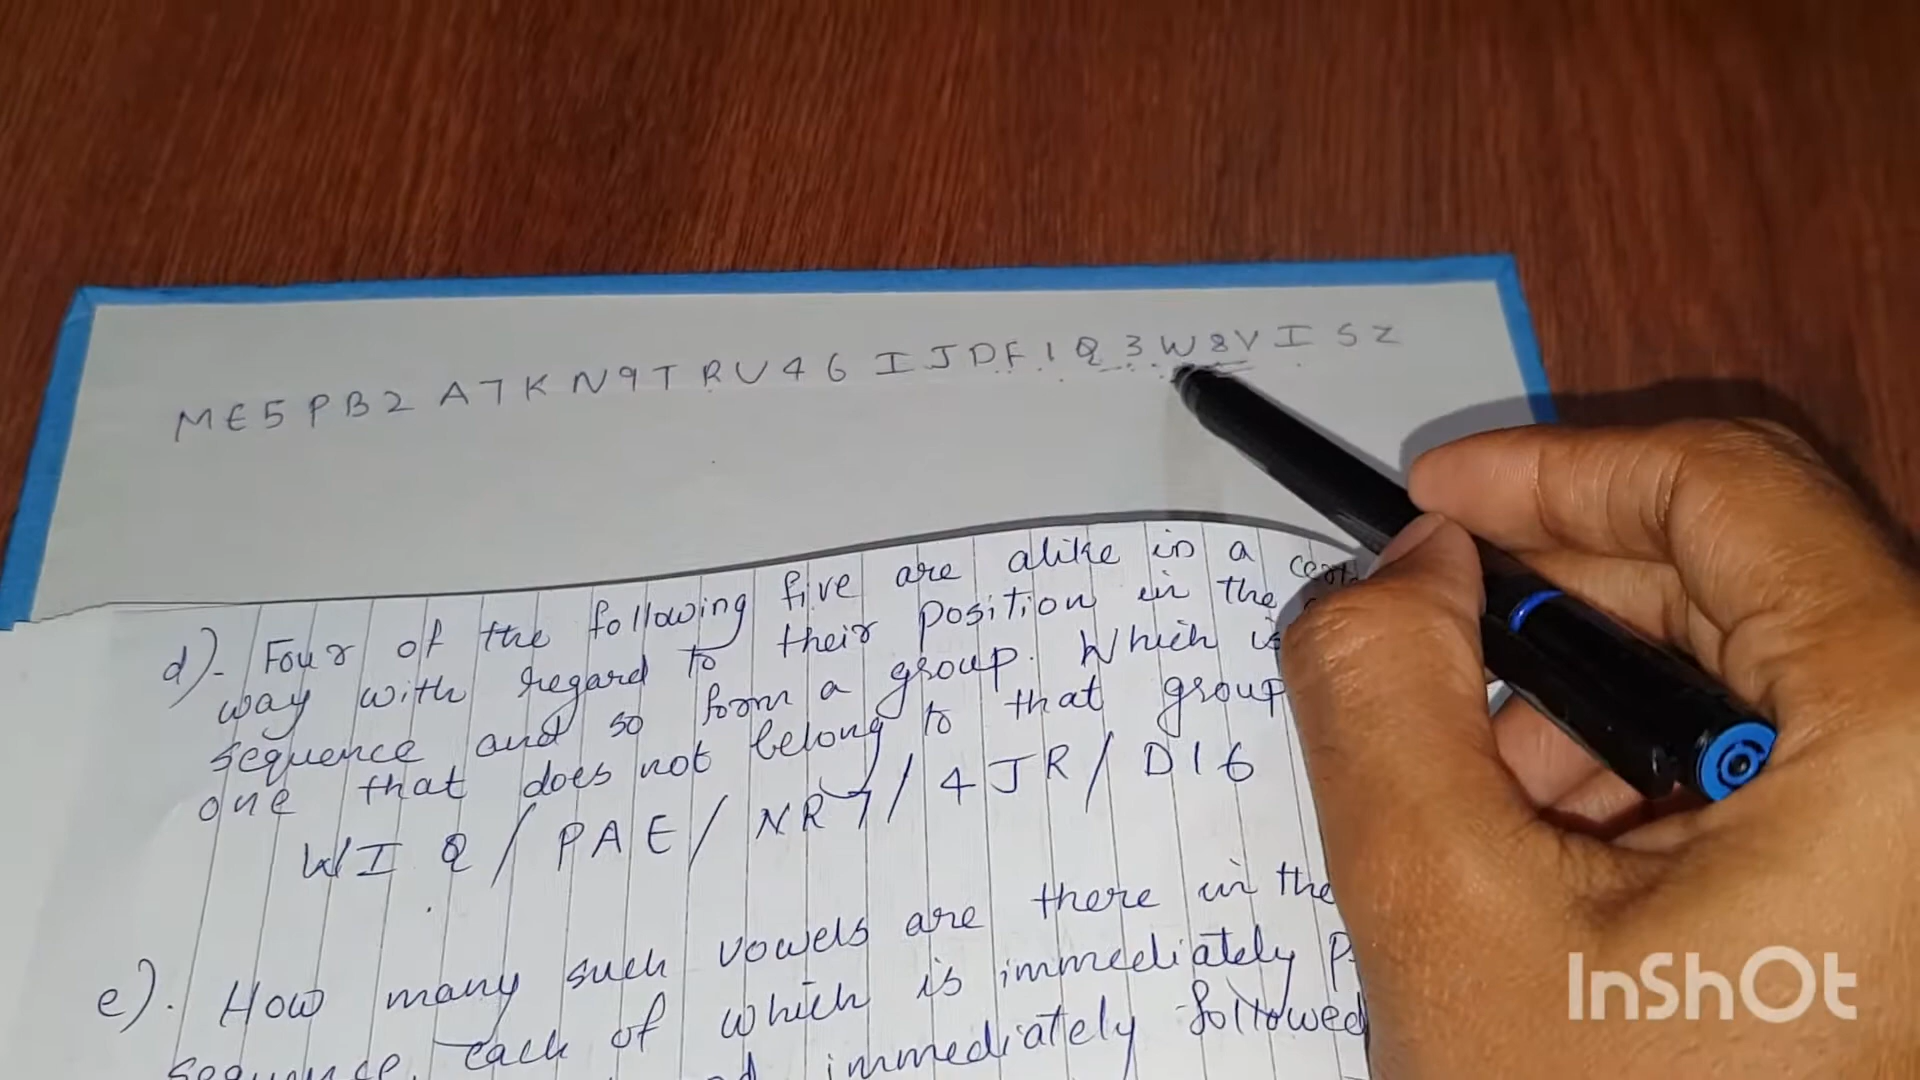 M E 5 P B 2 A 7 K N 9 T R U 4 6 I J D F 1 Q 3 W 8 V I S Z
d).- Four of the following five are alike in a
way with regard to their position in the
sequence and so form a group. Which is
one that does not belong to that group
W I Q / P A E / N R 7 / 4 J R / D 1 6
e). How many such vowels are there in the
sequence, each of which is immediately
immediately followed
InShOt